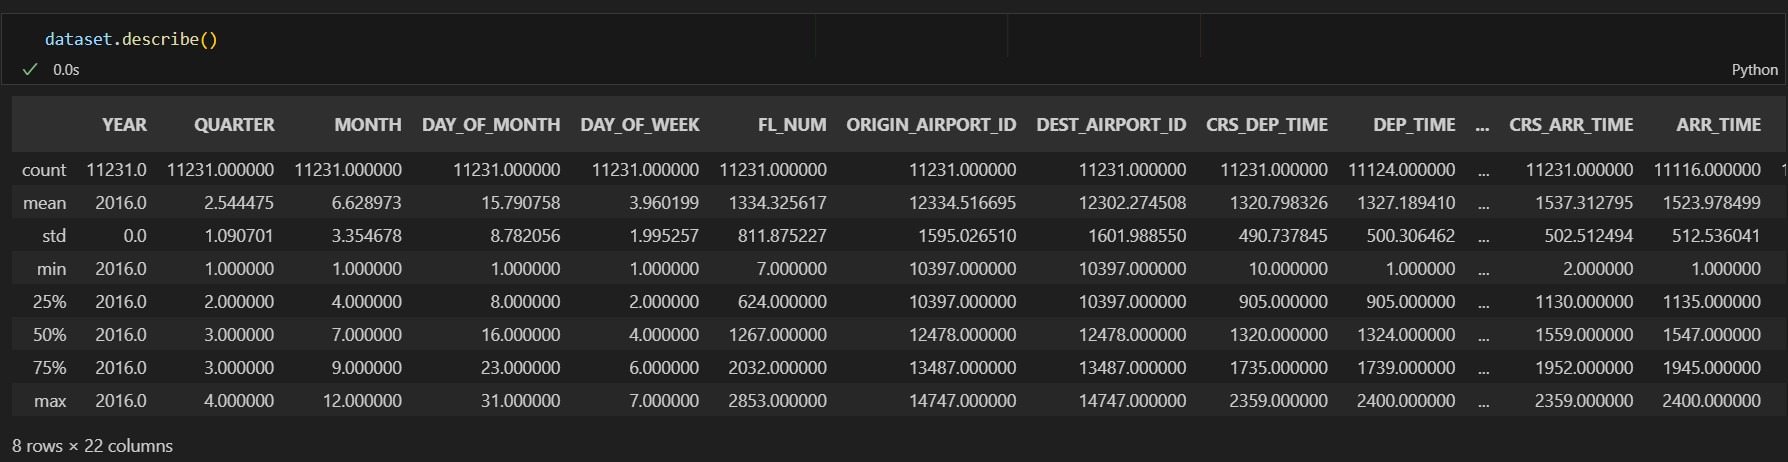 dataset.describe()
0.0s
Python
YEAR QUARTER MONTH DAY_OF_MONTH DAY_OF_WEEK FL_NUM ORIGIN_AIRPORT_ID DEST_AIRPORT_ID CRS_DEP_TIME DEP_TIME ... CRS_ARR_TIME ARR_TIME
count 11231.0 11231.000000 11231.000000 11231.000000 11231.000000 11231.000000 11231.000000 11231.000000 11231.000000 11124.000000 ... 11231.000000 11116.000000 1
mean 2016.0 2.544475 6.628973 15.790758 3.960199 1334.325617 12334.516695 12302.274508 1320.798326 1327.189410 ... 1537.312795 1523.978499
std 0.0 1.090701 3.354678 8.782056 1.995257 811.875227 1595.026510 1601.988550 490.737845 500.306462 ... 502.512494 512.536041
min 2016.0 1.000000 1.000000 1.000000 1.000000 7.000000 10397.000000 10397.000000 10.000000 1.000000 ... 2.000000 1.000000
25% 2016.0 2.000000 4.000000 8.000000 2.000000 624.000000 10397.000000 10397.000000 905.000000 905.000000 ... 1130.000000 1135.000000
50% 2016.0 3.000000 7.000000 16.000000 4.000000 1267.000000 12478.000000 12478.000000 1320.000000 1324.000000 ... 1559.000000 1547.000000
75% 2016.0 3.000000 9.000000 23.000000 6.000000 2032.000000 13487.000000 13487.000000 1735.000000 1739.000000 ... 1952.000000 1945.000000
max 2016.0 4.000000 12.000000 31.000000 7.000000 2853.000000 14747.000000 14747.000000 2359.000000 2400.000000 ... 2359.000000 2400.000000
8 rows × 22 columns